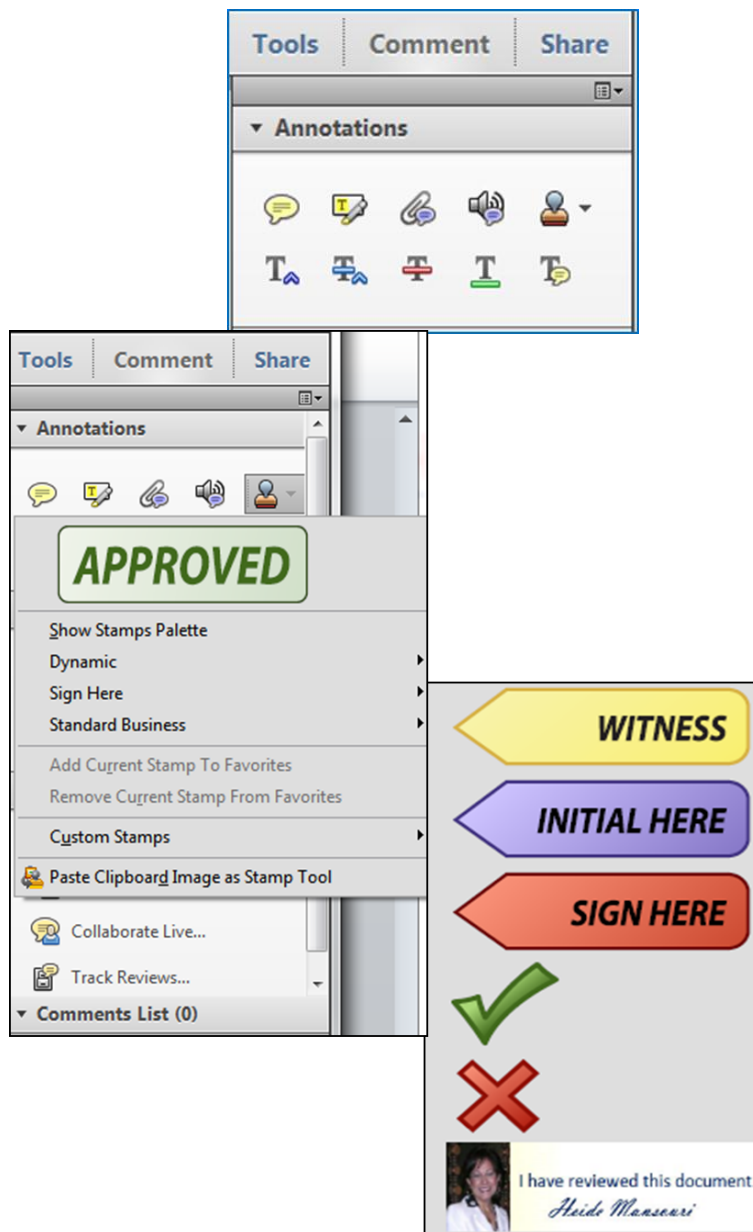 Tools Comment Share
Annotations
Tools Comment Share
Annotations
APPROVED
Show Stamps Palette
Dynamic
Sign Here
Standard Business
Add Current Stamp To Favorites
Remove Current Stamp From Favorites
Custom Stamps
Paste Clipboard Image as Stamp Tool
Collaborate Live...
Track Reviews...
Comments List (0)
WITNESS
INITIAL HERE
SIGN HERE
I have reviewed this document
Heide Mansouri